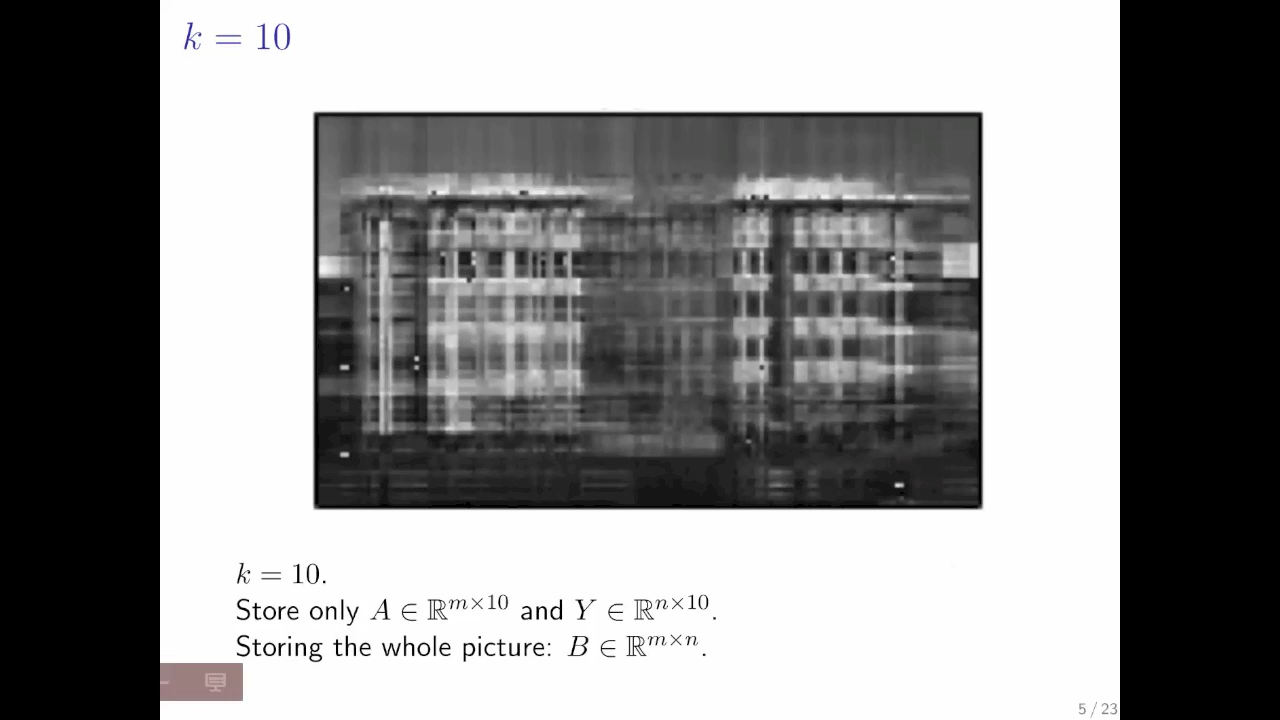 k = 10
k = 10.
Store only A ∈ ℝ^{m×10} and Y ∈ ℝ^{n×10}.
Storing the whole picture: B ∈ ℝ^{m×n}.
5 / 23